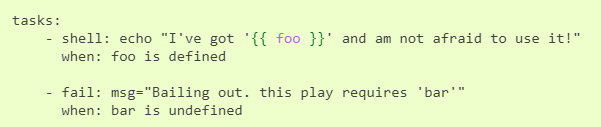 tasks:
    - shell: echo "I've got '{{ foo }}' and am not afraid to use it!"
      when: foo is defined

    - fail: msg="Bailing out. this play requires 'bar'"
      when: bar is undefined